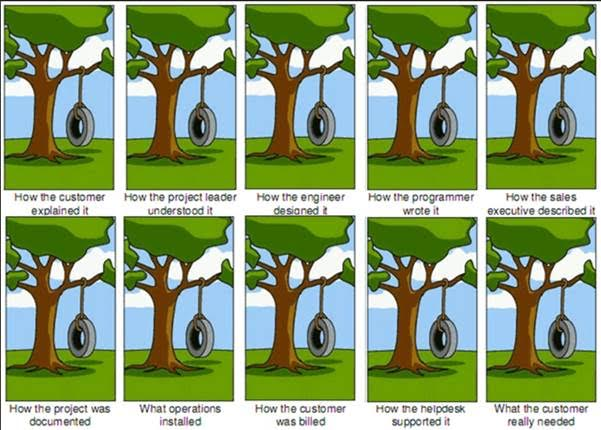 How the customer
explained it
How the project leader
understood it
How the engineer
designed it
How the programmer
wrote it
How the sales
executive described it
How the project was
documented
What operations
installed
How the customer
was billed
How the helpdesk
supported it
What the customer
really needed